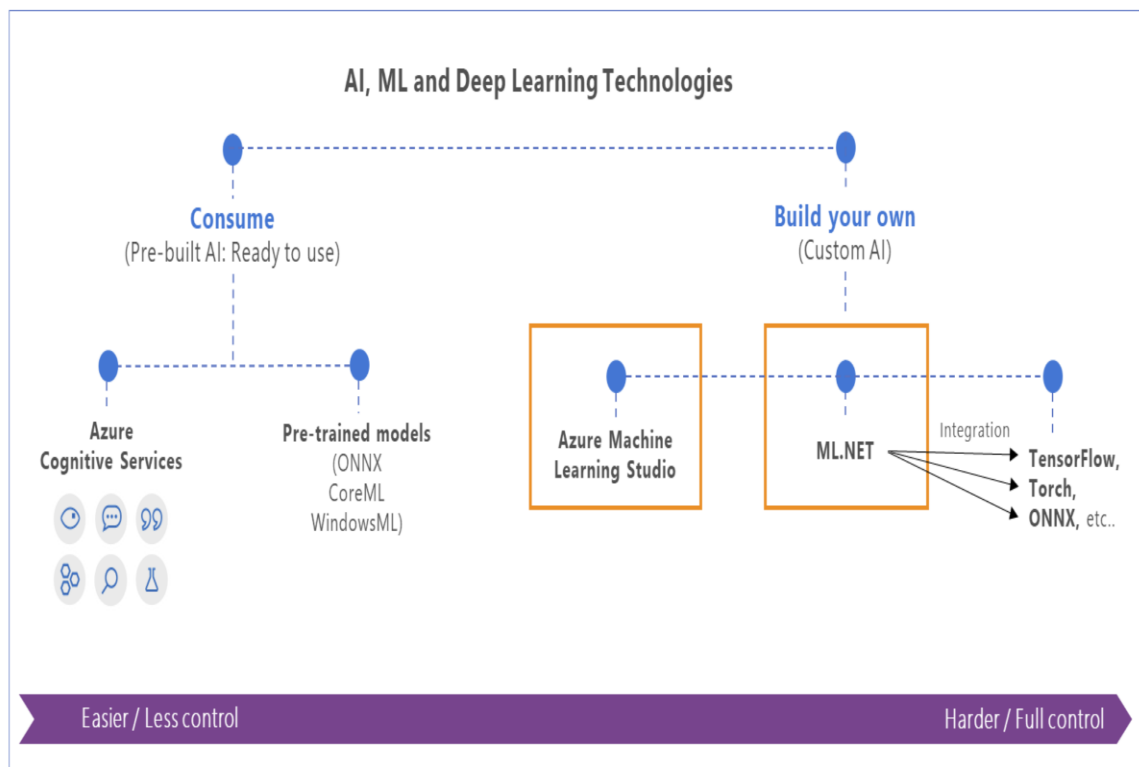 AI, ML and Deep Learning Technologies
Consume
(Pre-built AI: Ready to use)
Build your own
(Custom AI)
Azure
Cognitive Services
Pre-trained models
(ONNX
CoreML
WindowsML)
Azure Machine
Learning Studio
ML.NET
Integration
TensorFlow,
Torch,
ONNX, etc..
Easier / Less control
Harder / Full control